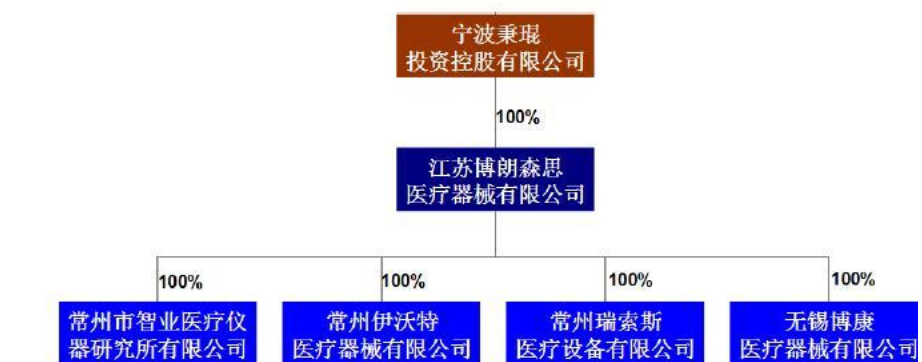 宁波秉琨
投资控股有限公司
100%
江苏博朗森思
医疗器械有限公司
100%
100%
100%
100%
常州市智业医疗仪
器研究所有限公司
常州伊沃特
医疗器械有限公司
常州瑞索斯
医疗设备有限公司
无锡博康
医疗器械有限公司